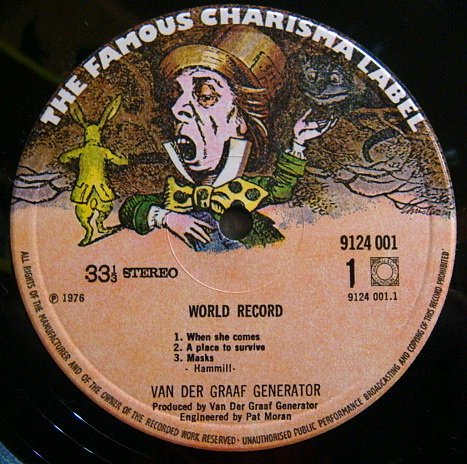 THE FAMOUS CHARISMA LABEL
33⅓ STEREO
9124 001
1
℗ 1976
9124 001.1
WORLD RECORD
1. When she comes
2. A place to survive
3. Masks
- Hammill -
VAN DER GRAAF GENERATOR
Produced by Van Der Graaf Generator
Engineered by Pat Moran
ALL RIGHTS OF THE MANUFACTURER AND OF THE OWNER OF THE RECORDED WORK RESERVED · UNAUTHORISED PUBLIC PERFORMANCE BROADCASTING AND COPYING OF THIS RECORD PROHIBITED